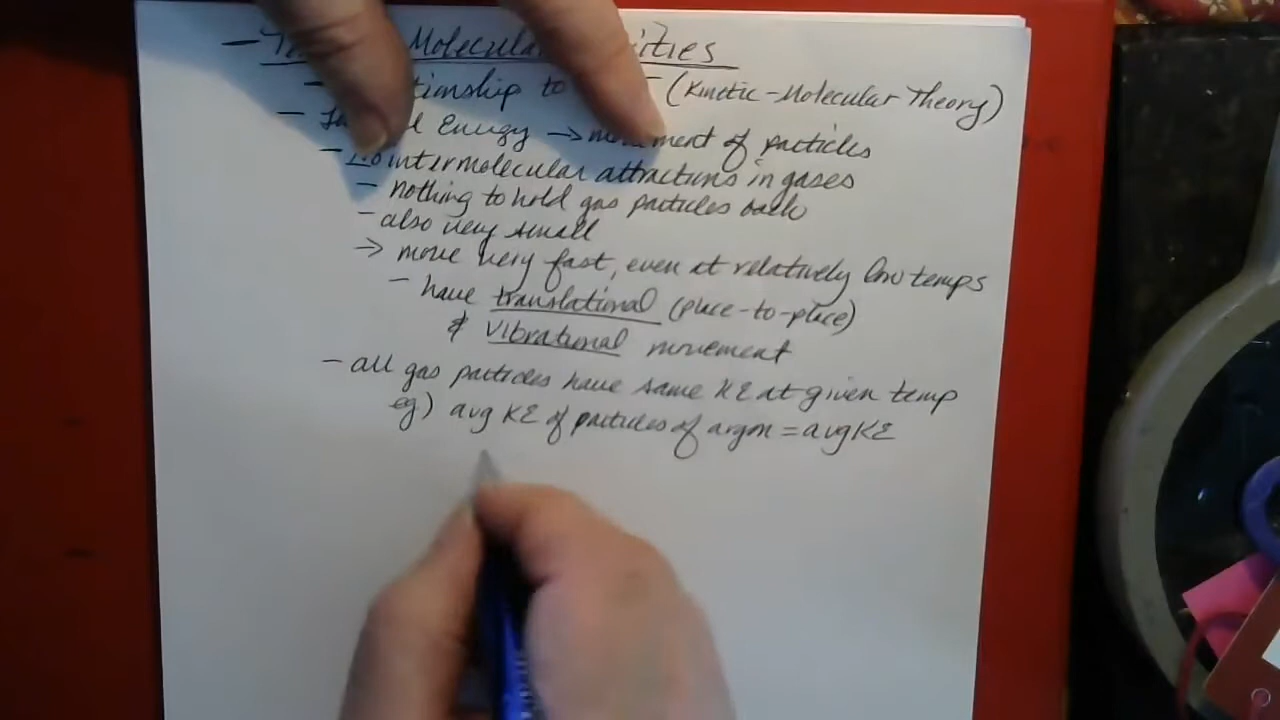 - Molecular
- to (Kinetic-Molecular Theory)
- Energy → of particles
- intermolecular attractions in gases
- nothing to hold gas particles back
- also very small
→ move very fast, even at relatively low temps
- have translational (place-to-place)
& vibrational movement
- all gas particles have same KE at given temp
eg) avg KE of particles of argon = avg KE